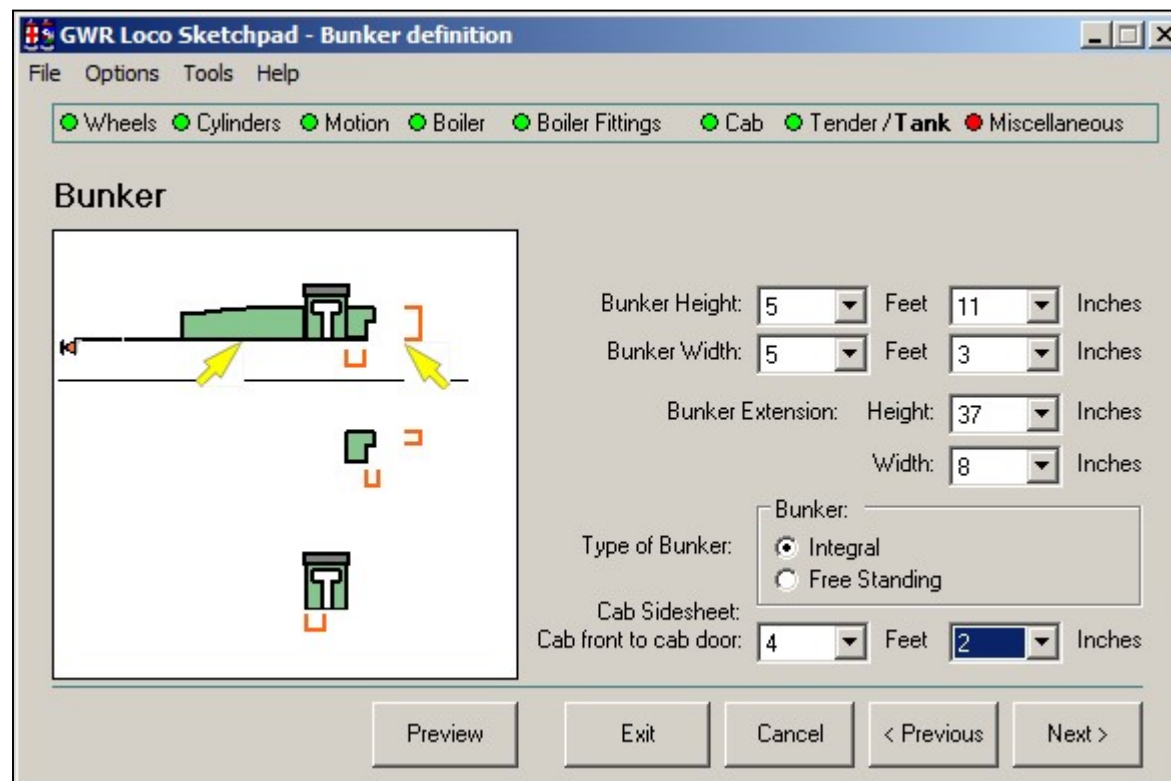 GWR Loco Sketchpad - Bunker definition
File Options Tools Help
Wheels Cylinders Motion Boiler Boiler Fittings Cab Tender/Tank Miscellaneous
Bunker
Bunker Height: 5 Feet 11 Inches
Bunker Width: 5 Feet 3 Inches
Bunker Extension: Height: 37 Inches
Width: 8 Inches
Bunker:
Type of Bunker: Integral
Free Standing
Cab Sidesheet:
Cab front to cab door: 4 Feet 2 Inches
Preview Exit Cancel < Previous Next >